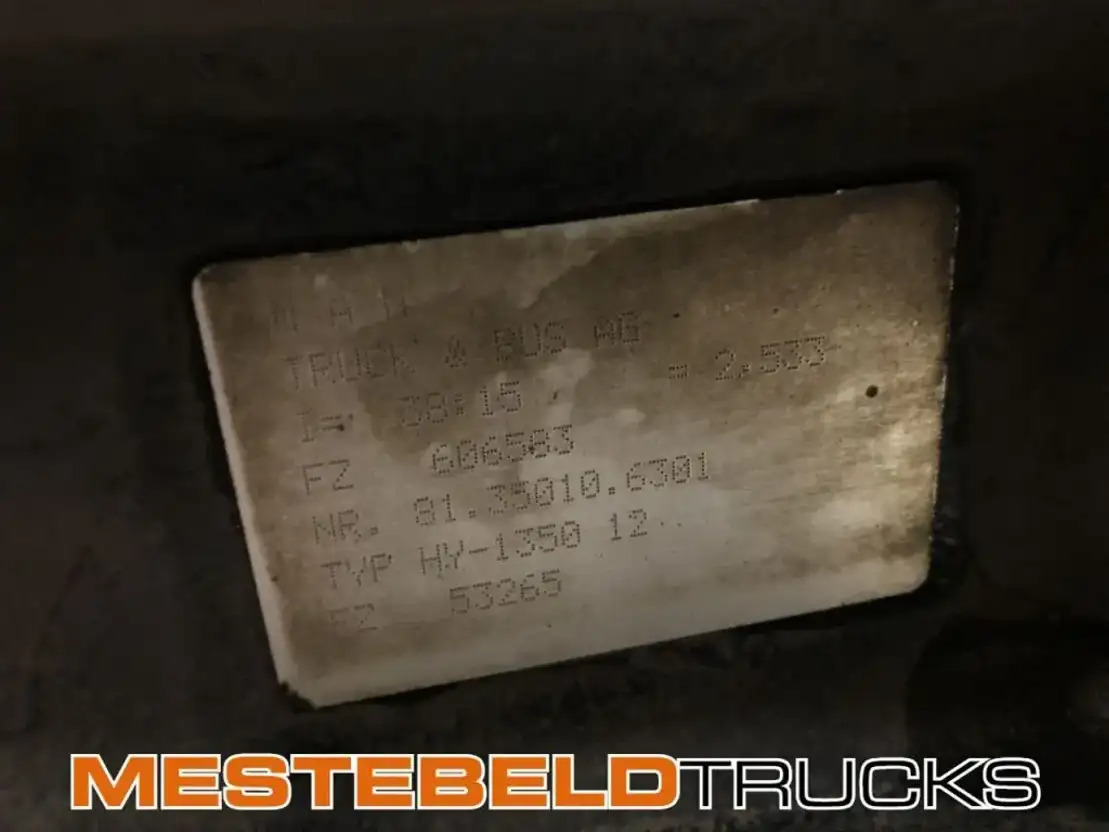 M A N
TRUCK & BUS AG
I=. 38:15 = 2.533
FZ 606583
NR. 81.35010.6301
TYP HY-1350 12
FZ 53265
MESTEBELDTRUCKS